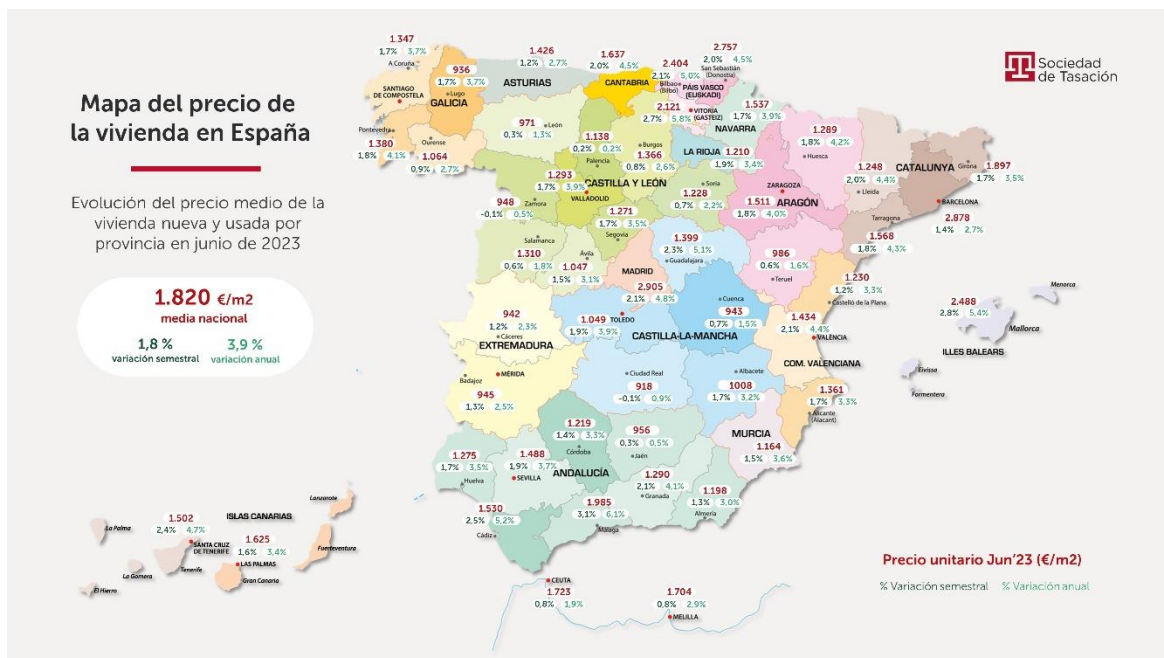 Mapa del precio de
la vivienda en España
Evolución del precio medio de la
vivienda nueva y usada por
provincia en junio de 2023
1.820 €/m2
media nacional
1,8 % 3,9 %
variación semestral variación anual
Sociedad
de Tasación
1.347
1,7% 3,7%
A Coruña
SANTIAGO
DE COMPOSTELA
936
1,7% 3,7%
Lugo
GALICIA
Pontevedra
1.380
1,8% 4,1%
Ourense
1.064
0,9% 2,7%
1.426
1,2% 2,7%
ASTURIAS
1.637
2,0% 4,5%
CANTABRIA
2.404
2,1% 5,0%
Bilbao
(Bilbo)
2.757
2,0% 4,5%
San Sebastián
(Donostia)
PAÍS VASCO
(EUSKADI)
2.121
2,7% 5,8%
VITORIA
(GASTEIZ)
1.537
1,7% 3,9%
NAVARRA
LA RIOJA
1.210
1,9% 3,4%
971
0,3% 1,3%
León
1.138
0,2% 0,2%
Palencia
Burgos
1.366
0,8% 2,6%
1.293
1,7% 3,9%
VALLADOLID
CASTILLA Y LEÓN
948
-0,1% 0,5%
Zamora
Soria
1.228
0,7% 2,2%
1.271
1,7% 3,5%
Segovia
Salamanca
1.310
0,6% 1,8%
Ávila
1.047
1,5% 3,1%
1.289
1,8% 4,2%
Huesca
ZARAGOZA
1.511
1,8% 4,0%
ARAGÓN
986
0,6% 1,6%
Teruel
CATALUNYA
1.248
2,0% 4,4%
Lleida
Girona
1.897
1,7% 3,5%
BARCELONA
2.878
1,4% 2,7%
Tarragona
1.568
1,8% 4,3%
MADRID
2.905
2,1% 4,8%
1.399
2,3% 5,1%
Guadalajara
1.049
1,9% 3,9%
TOLEDO
Cuenca
943
0,7% 1,5%
CASTILLA-LA-MANCHA
Ciudad Real
918
-0,1% 0,9%
Albacete
1008
1,7% 3,2%
942
1,2% 2,3%
Cáceres
EXTREMADURA
Badajoz
MÉRIDA
945
1,3% 2,5%
1.230
1,2% 3,3%
Castelló de la Plana
1.434
2,1% 4,4%
VALENCIA
COM. VALENCIANA
1.361
1,7% 3,3%
Alicante
(Alacant)
Menorca
2.488
2,8% 5,4%
Mallorca
ILLES BALEARS
Eivissa
Formentera
MURCIA
1.164
1,5% 3,6%
1.219
1,4% 3,3%
Córdoba
956
0,3% 0,5%
Jaén
1.275
1,7% 3,5%
Huelva
1.488
1,9% 3,7%
SEVILLA
ANDALUCÍA
1.290
2,1% 4,1%
Granada
1.198
1,3% 3,0%
Almería
1.530
2,5% 5,2%
Cádiz
1.985
3,1% 6,1%
Málaga
ISLAS CANARIAS
Lanzarote
La Palma
1.502
2,4% 4,7%
SANTA CRUZ
DE TENERIFE
1.625
1,6% 3,4%
LAS PALMAS
Fuerteventura
La Gomera
Tenerife
Gran Canaria
El Hierro
CEUTA
1.723
0,8% 1,9%
1.704
0,8% 2,9%
MELILLA
Precio unitario Jun'23 (€/m2)
% Variación semestral % Variación anual